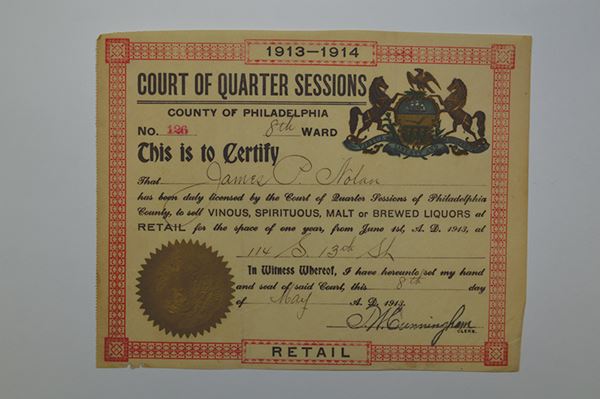 1913-1914
COURT OF QUARTER SESSIONS
COUNTY OF PHILADELPHIA
No. 126 8th WARD
This is to Certify
That James P. Nolan
has been duly licensed by the Court of Quarter Sessions of Philadelphia
County, to sell VINOUS, SPIRITUOUS, MALT or BREWED LIQUORS at
RETAIL for the space of one year, from June 1st, A. D. 1913, at
114 S. 13th St
In Witness Whereof, I have hereunto set my hand
and seal of said Court, this 8th day
of May A. D. 1913.
Cunningham
CLERK.
RETAIL